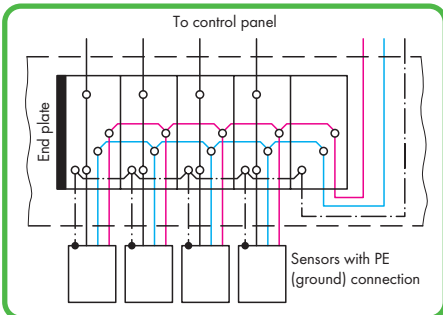 To control panel
End plate
Sensors with PE
(ground) connection